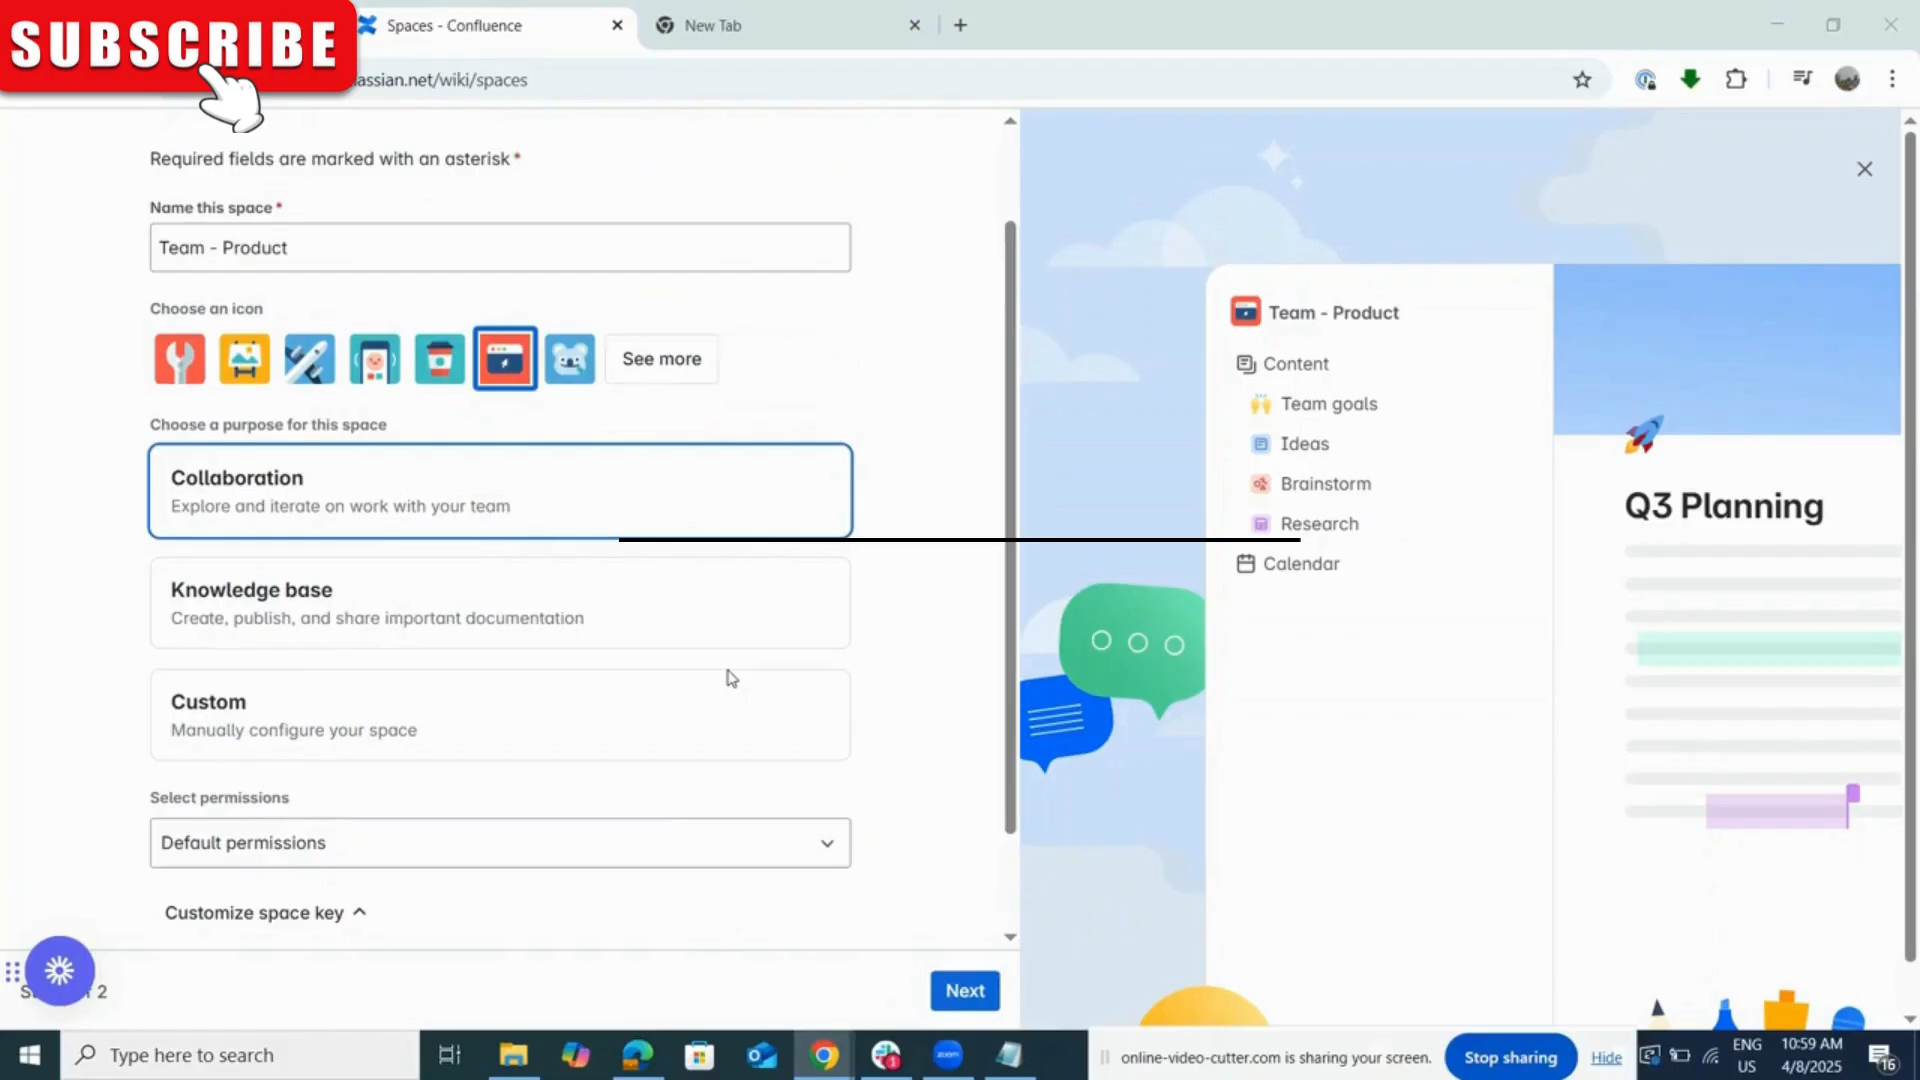 SUBSCRIBE
Spaces - Confluence
New Tab
assian.net/wiki/spaces
Required fields are marked with an asterisk *
Name this space *
Team - Product
Choose an icon
See more
Choose a purpose for this space
Collaboration
Explore and iterate on work with your team
Knowledge base
Create, publish, and share important documentation
Custom
Manually configure your space
Select permissions
Default permissions
Customize space key
2
Next
Team - Product
Content
Team goals
Ideas
Brainstorm
Research
Calendar
Q3 Planning
Type here to search
zoom
online-video-cutter.com is sharing your screen.
Stop sharing
Hide
ENG
US
10:59 AM
4/8/2025
16